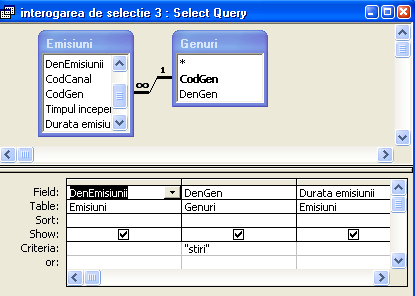 interogarea de selectie 3 : Select Query
Emisiuni
DenEmisiunii
CodCanal
CodGen
Timpul inceper
Durata emisiu
∞
1
Genuri
*
CodGen
DenGen
Field: DenEmisiunii DenGen Durata emisiunii
Table: Emisiuni Genuri Emisiuni
Sort:
Show:
Criteria: "stiri"
or: